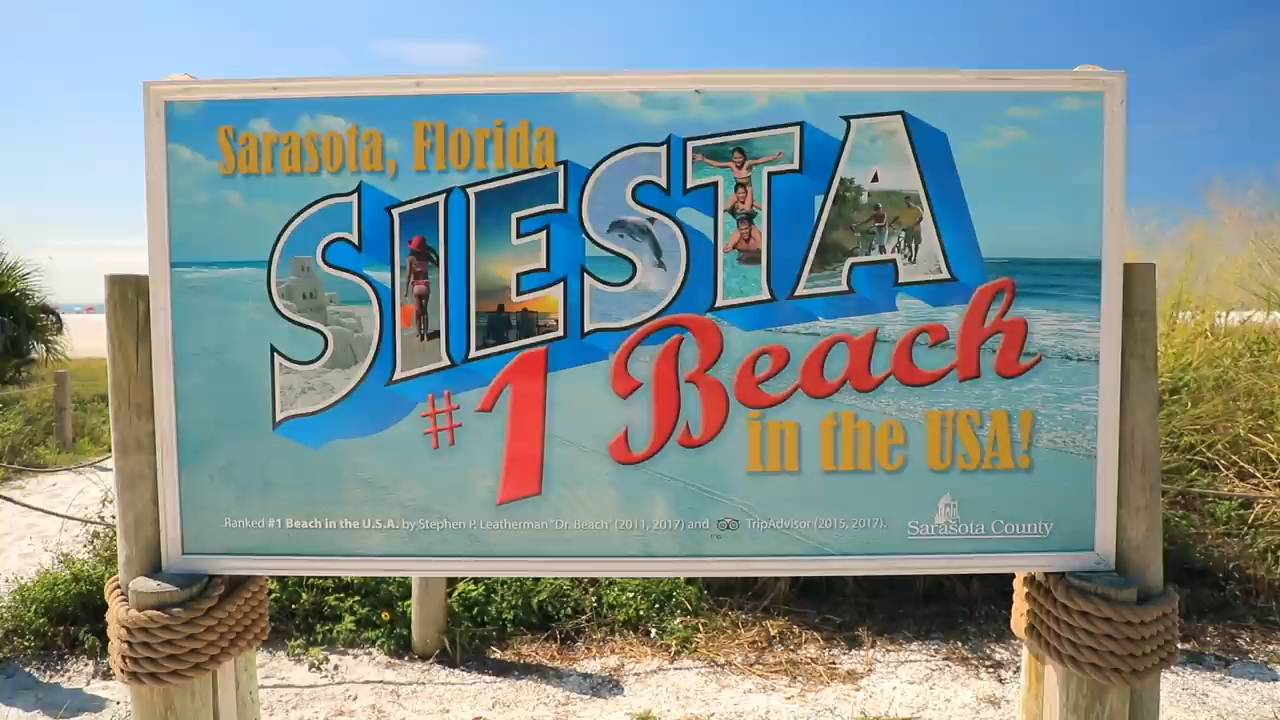 Sarasota, Florida
SIESTA
#1 Beach
in the USA!
Ranked #1 Beach in the U.S.A. by Stephen P. Leatherman "Dr. Beach" (2011, 2017) and TripAdvisor (2015, 2017).
Sarasota County